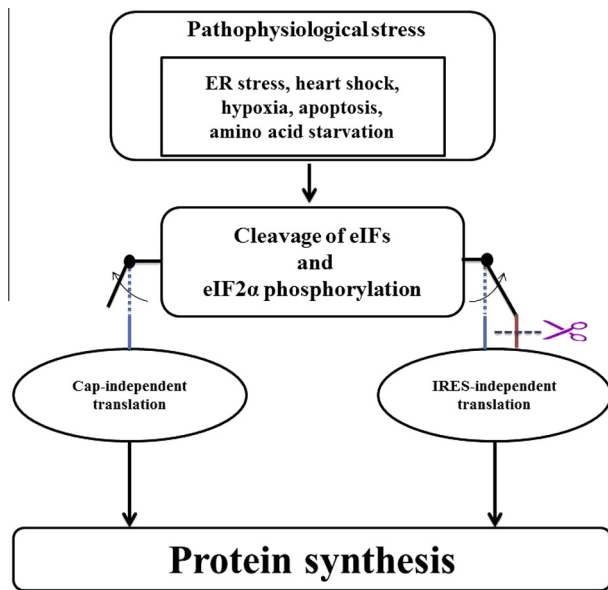 Pathophysiological stress
ER stress, heart shock,
hypoxia, apoptosis,
amino acid starvation
Cleavage of eIFs
and
eIF2α phosphorylation
Cap-independent
translation
IRES-independent
translation
Protein synthesis